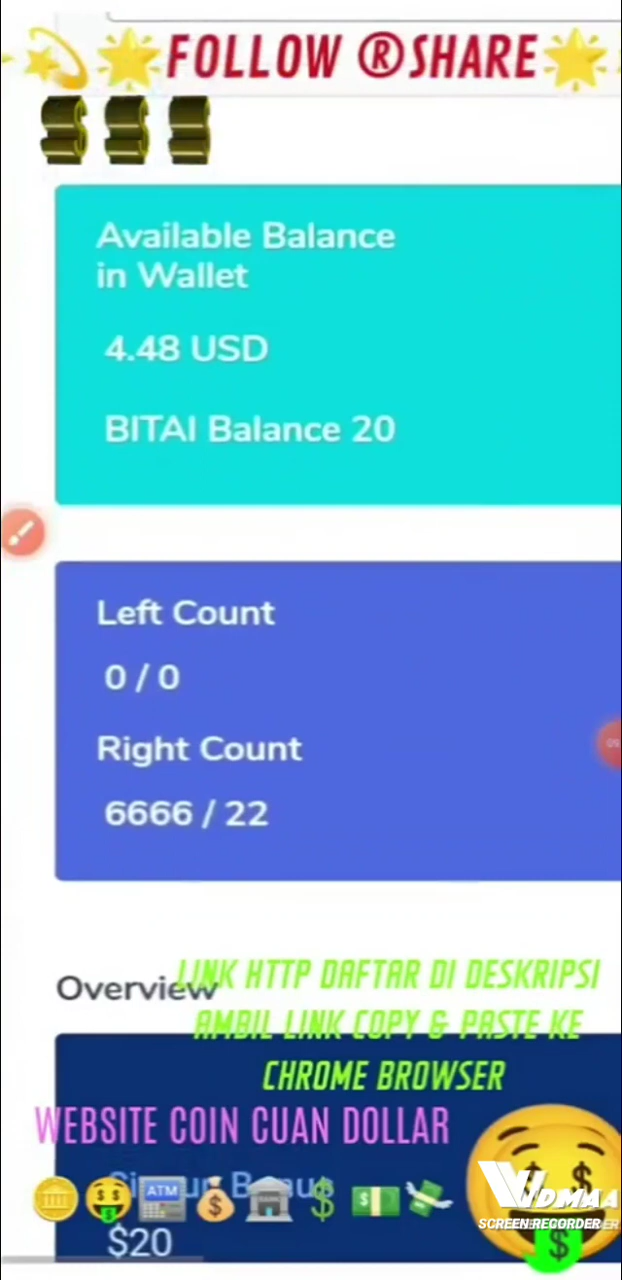 FOLLOW ®SHARE
$ $ $
Available Balance
in Wallet
4.48 USD
BITAI Balance 20
Left Count
0 / 0
Right Count
6666 / 22
LINK HTTP DAFTAR DI DESKRIPSI
Overview
AMBIL LINK COPY & PASTE KE
CHROME BROWSER
WEBSITE COIN CUAN DOLLAR
ATM
$20
VIDMAA
SCREEN RECORDER